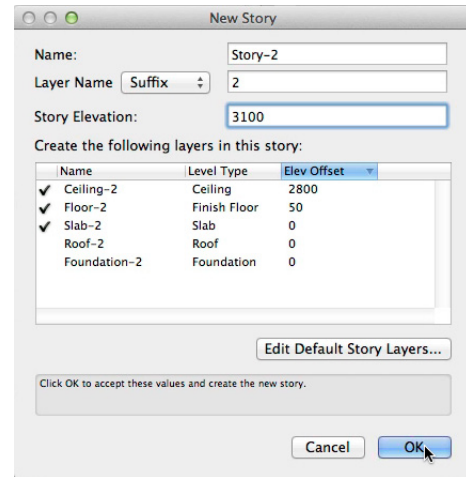 New Story
Name: Story-2
Layer Name Suffix 2
Story Elevation: 3100
Create the following layers in this story:
Name Level Type Elev Offset
✔ Ceiling-2 Ceiling 2800
✔ Floor-2 Finish Floor 50
✔ Slab-2 Slab 0
Roof-2 Roof 0
Foundation-2 Foundation 0
Edit Default Story Layers...
Click OK to accept these values and create the new story.
Cancel OK